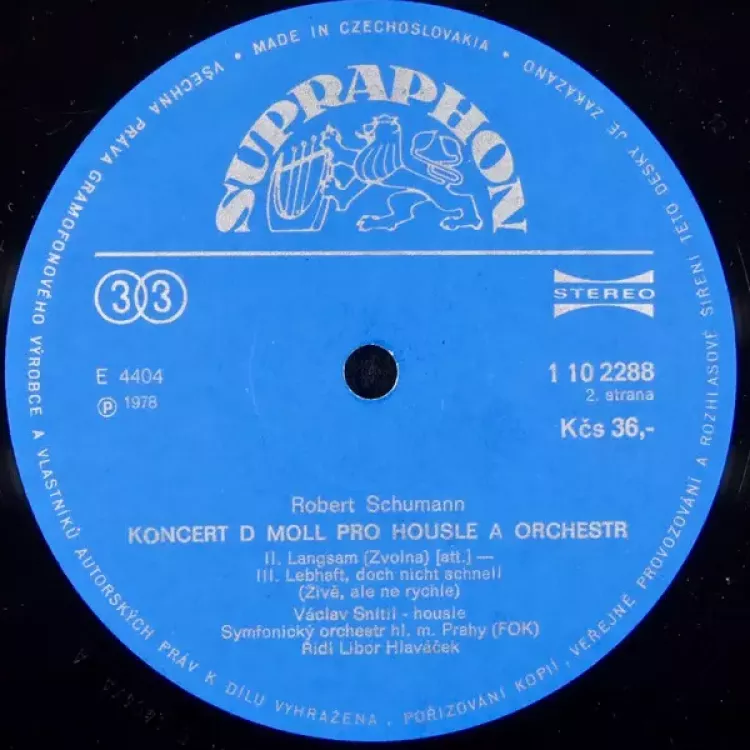 • MADE IN CZECHOSLOVAKIA •
VŠECHNA PRÁVA GRAMOFONOVÉHO VÝROBCE A VLASTNÍKŮ AUTORSKÝCH PRÁV K DÍLU VYHRAŽENA. POŘIZOVÁNÍ KOPIÍ, VEŘEJNÉ PROVOZOVÁNÍ A ROZHLASOVÉ ŠÍŘENÍ TÉTO DESKY JE ZAKÁZÁNO
SUPRAPHON
33
STEREO
E 4404
1 10 2288
Ⓟ 1978
2. strana
Kčs 36,-
Robert Schumann
KONCERT D MOLL PRO HOUSLE A ORCHESTR
II. Langsam (Zvolna) [att.] —
III. Lebhaft, doch nicht schnell
(Živě, ale ne rychle)
Václav Snítil - housle
Symfonický orchestr hl. m. Prahy (FOK)
Řídí Libor Hlaváček